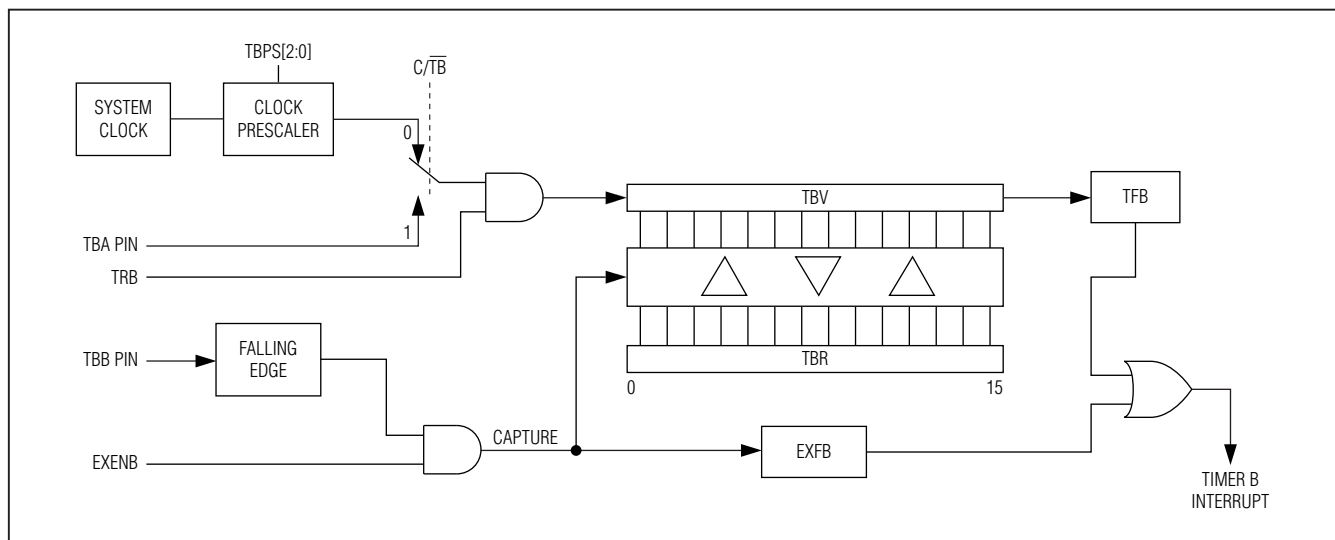 TBPS[2:0]
C/T̅B̅
SYSTEM
CLOCK
CLOCK
PRESCALER
0
1
TBA PIN
TRB
TBV
TFB
TBB PIN
FALLING
EDGE
TBR
0
15
EXENB
CAPTURE
EXFB
TIMER B
INTERRUPT